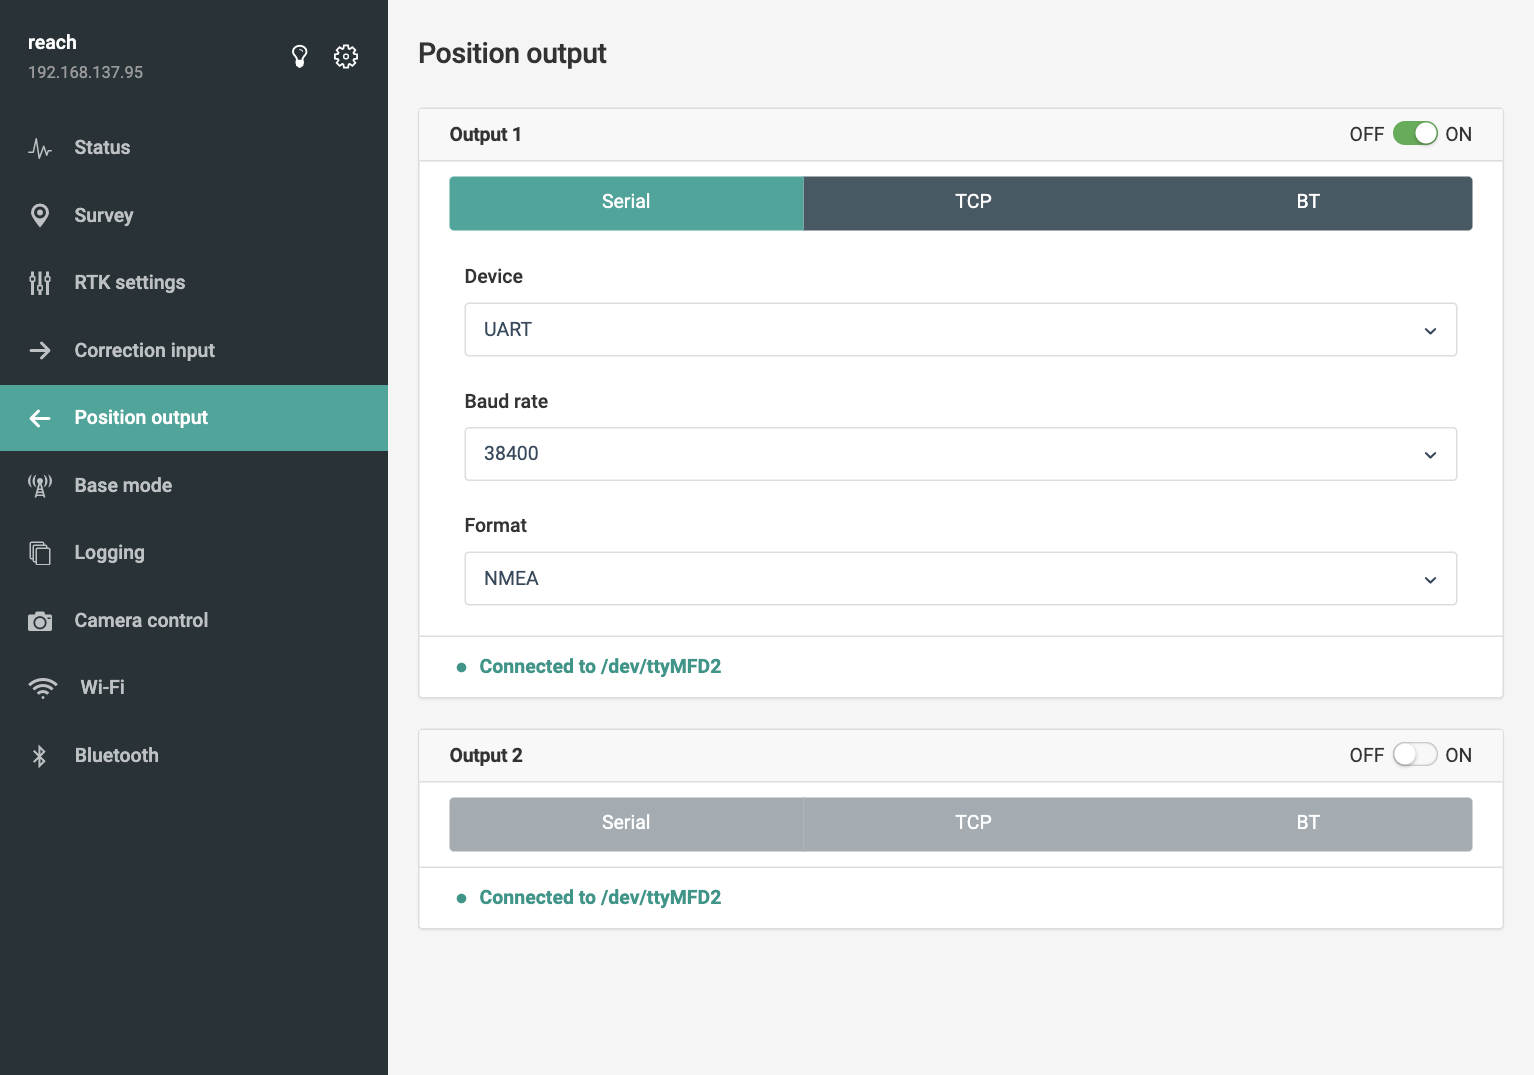 reach
192.168.137.95
Status
Survey
RTK settings
Correction input
Position output
Base mode
Logging
Camera control
Wi-Fi
Bluetooth
Position output
Output 1
OFF ON
Serial TCP BT
Device
UART
Baud rate
38400
Format
NMEA
Connected to /dev/ttyMFD2
Output 2
OFF ON
Serial TCP BT
Connected to /dev/ttyMFD2